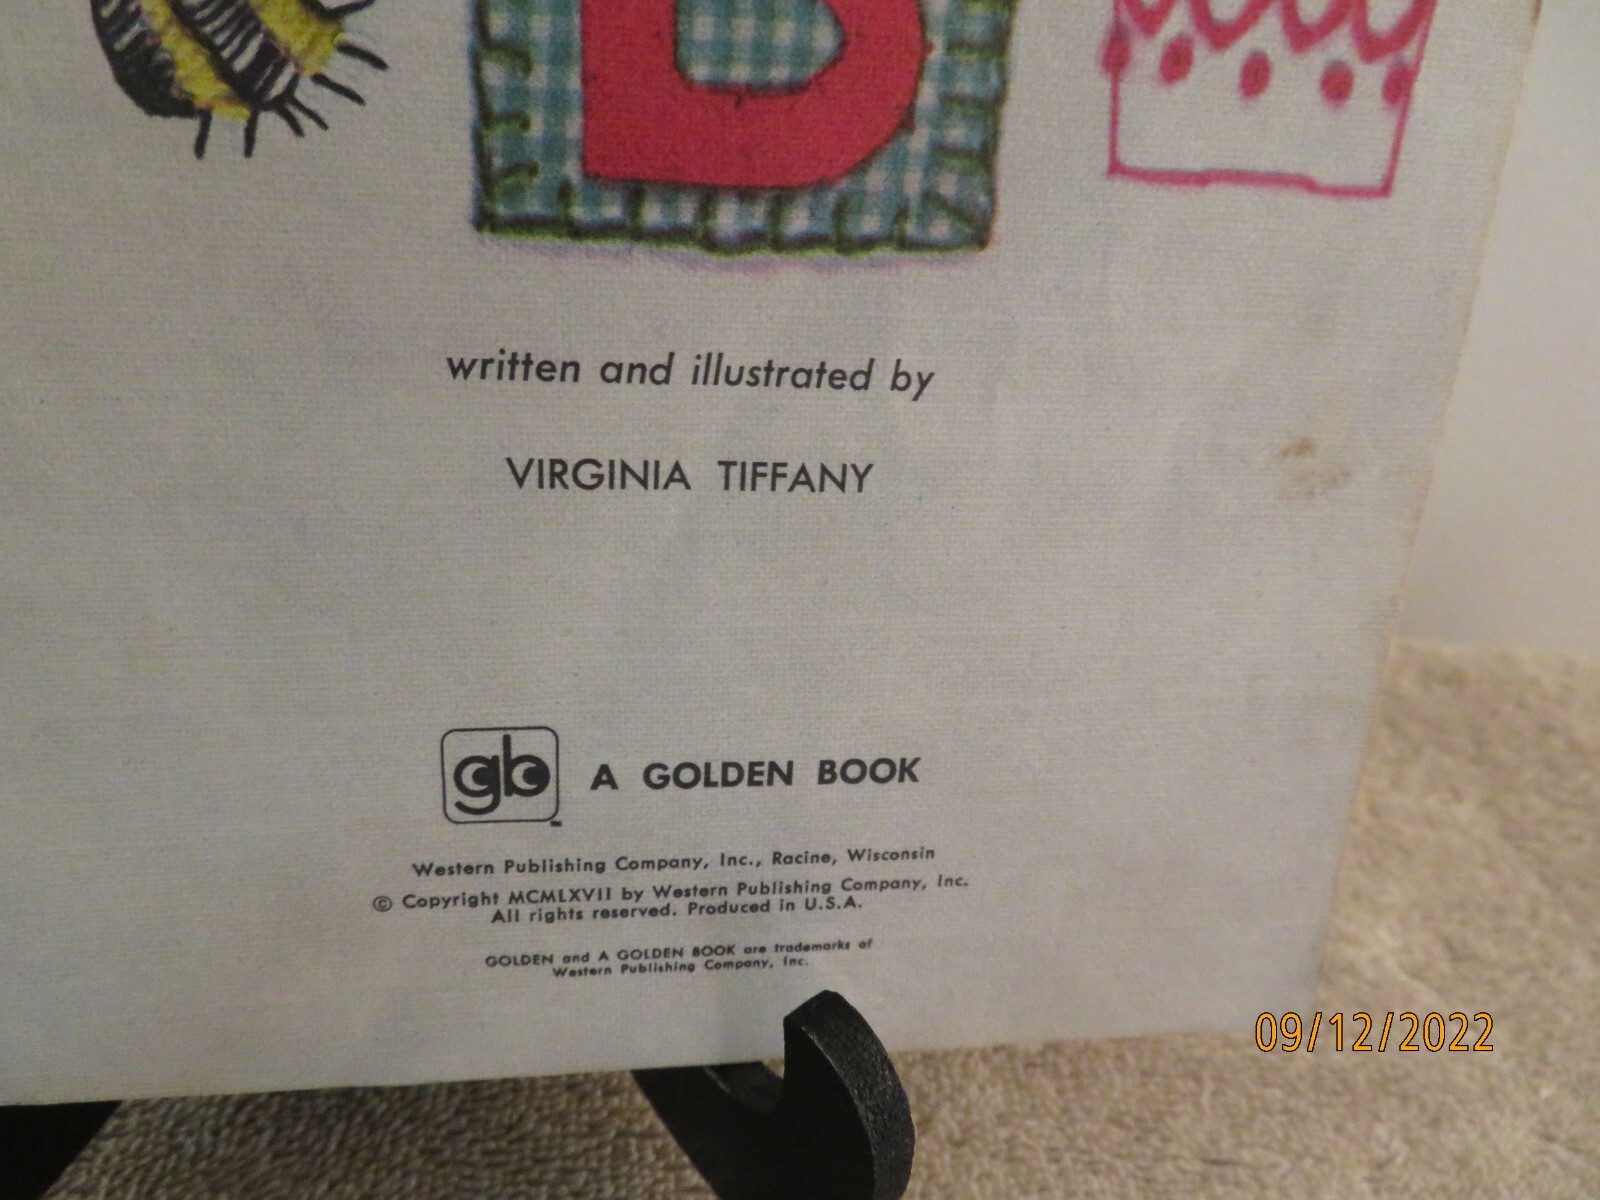 B
written and illustrated by
VIRGINIA TIFFANY
gb A GOLDEN BOOK
Western Publishing Company, Inc., Racine, Wisconsin
© Copyright MCMLXVII by Western Publishing Company, Inc.
All rights reserved. Produced in U.S.A.
GOLDEN and A GOLDEN BOOK are trademarks of
Western Publishing Company, Inc.
09/12/2022